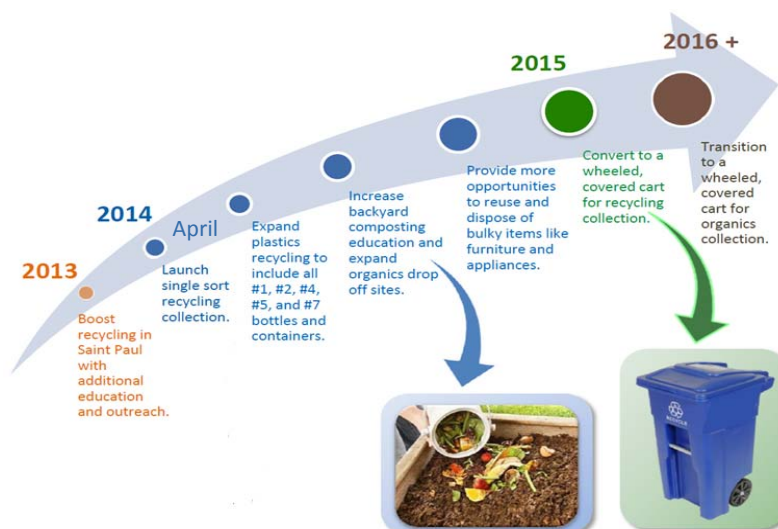 2013
Boost
recycling in
Saint Paul
with
additional
education
and outreach.
2014
April
Launch
single sort
recycling
collection.
Expand
plastics
recycling to
include all
#1, #2, #4,
#5, and #7
bottles and
containers.
Increase
backyard
composting
education and
expand
organics drop
off sites.
Provide more
opportunities
to reuse and
dispose of
bulky items like
furniture and
appliances.
2015
Convert to a
wheeled,
covered cart
for recycling
collection.
2016 +
Transition
to a
wheeled,
covered
cart for
organics
collection.
RECYCLE